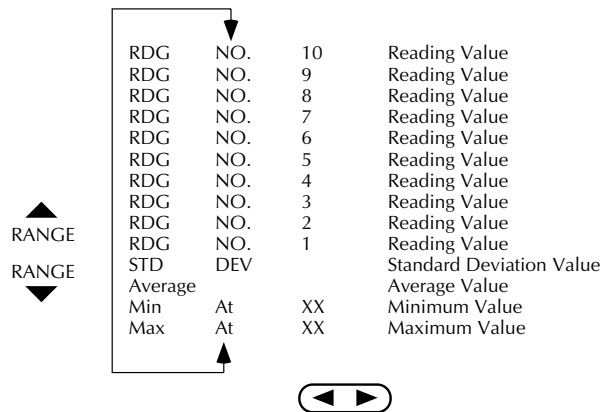 RDG NO. 10 Reading Value
RDG NO. 9 Reading Value
RDG NO. 8 Reading Value
RDG NO. 7 Reading Value
RDG NO. 6 Reading Value
RDG NO. 5 Reading Value
RDG NO. 4 Reading Value
RDG NO. 3 Reading Value
RDG NO. 2 Reading Value
RDG NO. 1 Reading Value
STD DEV Standard Deviation Value
Average Average Value
Min At XX Minimum Value
Max At XX Maximum Value
RANGE
RANGE